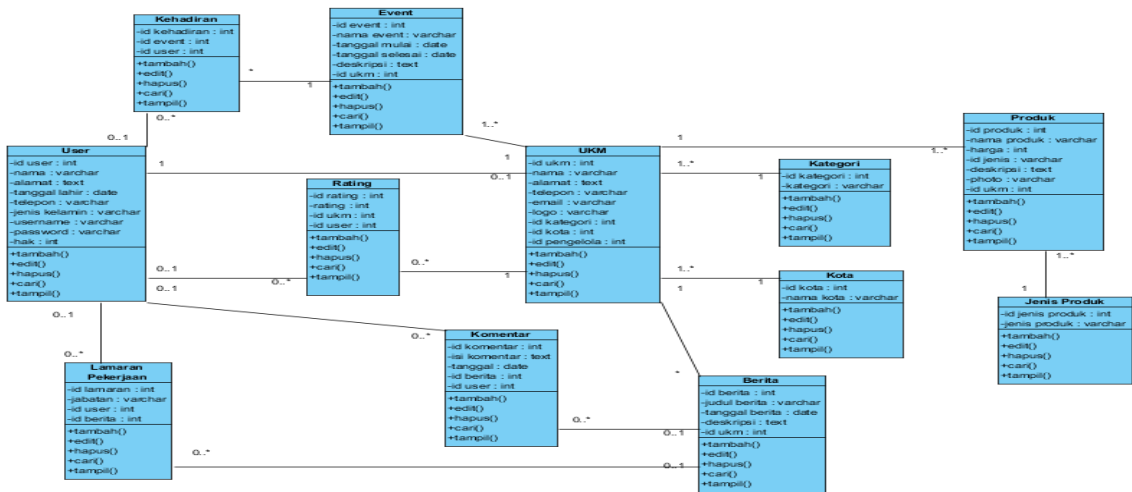 Kehadiran
-id kehadiran : int
-id event : int
-id user : int
+tambah()
+edit()
+hapus()
+cari()
+tampil()
Event
-id event : int
-nama event : varchar
-tanggal mulai : date
-tanggal selesai : date
-deskripsi : text
-id ukm : int
+tambah()
+edit()
+hapus()
+cari()
+tampil()
*
1
0..*
0..1
1..*
User
-id user : int
-nama : varchar
-alamat : text
-tanggal lahir : date
-telepon : varchar
-jenis kelamin : varchar
-username : varchar
-password : varchar
-hak : int
+tambah()
+edit()
+hapus()
+cari()
+tampil()
1
1
0..1
Rating
-id rating : int
-rating : int
-id ukm : int
-id user : int
+tambah()
+edit()
+hapus()
+cari()
+tampil()
0..1
0..*
0..*
1
UKM
-id ukm : int
-nama : varchar
-alamat : text
-telepon : varchar
-email : varchar
-logo : varchar
-id kategori : int
-id kota : int
-id pengelola : int
+tambah()
+edit()
+hapus()
+cari()
+tampil()
1
1..*
1..*
1
Kategori
-id kategori : int
-kategori : varchar
+tambah()
+edit()
+hapus()
+cari()
+tampil()
Produk
-id produk : int
-nama produk : varchar
-harga : int
-id jenis : varchar
-deskripsi : text
-photo : varchar
-id ukm : int
+tambah()
+edit()
+hapus()
+cari()
+tampil()
1..*
1
1..*
1
1
Kota
-id kota : int
-nama kota : varchar
+tambah()
+edit()
+hapus()
+cari()
+tampil()
Jenis Produk
-id jenis produk : int
-jenis produk : varchar
+tambah()
+edit()
+hapus()
+cari()
+tampil()
0..1
0..*
Komentar
-id komentar : int
-isi komentar : text
-tanggal : date
-id berita : int
-id user : int
+tambah()
+edit()
+hapus()
+cari()
+tampil()
0..1
0..*
Lamaran
Pekerjaan
-id lamaran : int
-jabatan : varchar
-id user : int
-id berita : int
+tambah()
+edit()
+hapus()
+cari()
+tampil()
*
Berita
-id berita : int
-judul berita : varchar
-tanggal berita : date
-deskripsi : text
-id ukm : int
+tambah()
+edit()
+hapus()
+cari()
+tampil()
0..*
0..1
0..*
0..1